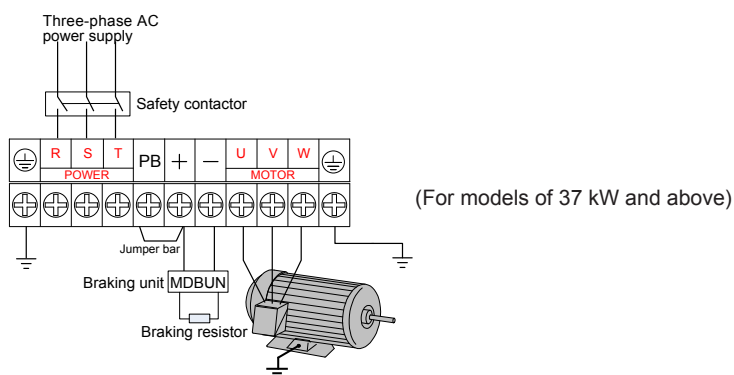 Three-phase AC
power supply
Safety contactor
R S T PB + — U V W
POWER MOTOR
(For models of 37 kW and above)
Jumper bar
Braking unit MDBUN
Braking resistor